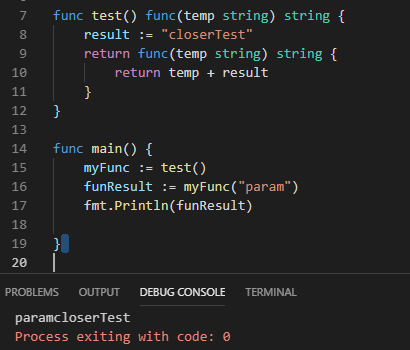 7 func test() func(temp string) string {
8 result := "closerTest"
9 return func(temp string) string {
10 return temp + result
11 }
12 }
13
14 func main() {
15 myFunc := test()
16 funResult := myFunc("param")
17 fmt.Println(funResult)
18
19 }
20
PROBLEMS OUTPUT DEBUG CONSOLE TERMINAL
paramcloserTest
Process exiting with code: 0